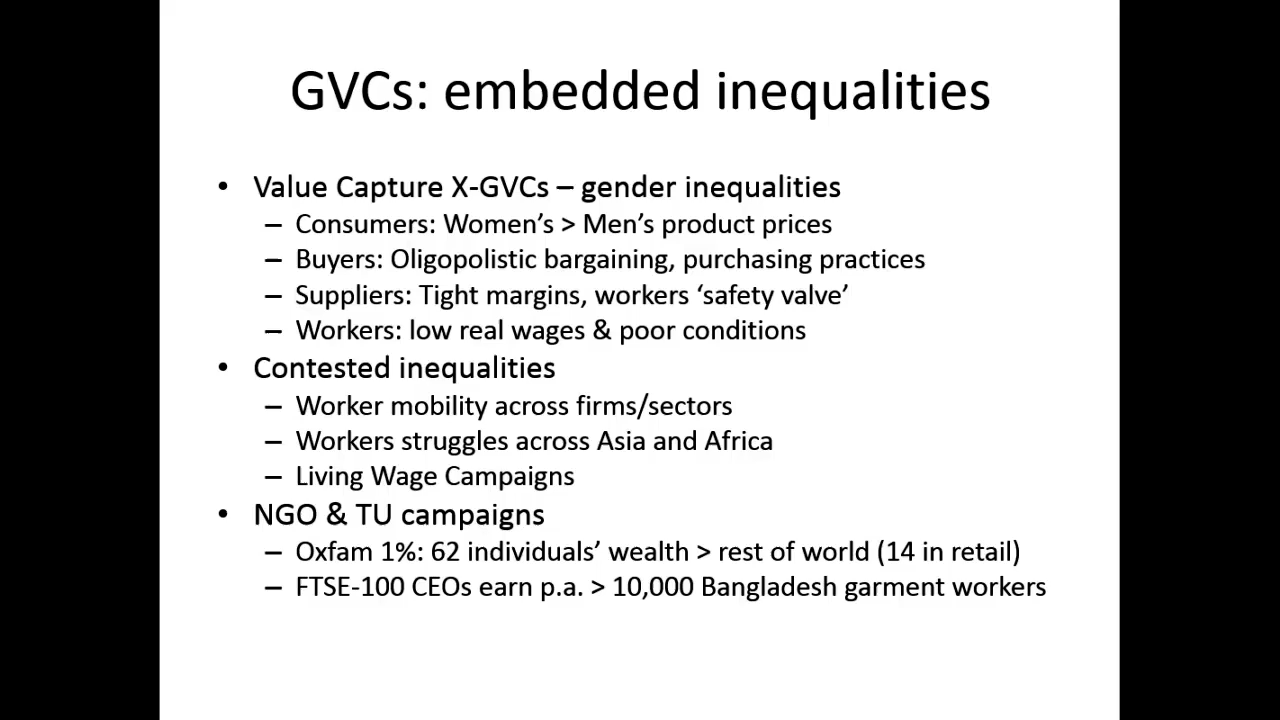 GVCs: embedded inequalities
• Value Capture X-GVCs – gender inequalities
– Consumers: Women’s > Men’s product prices
– Buyers: Oligopolistic bargaining, purchasing practices
– Suppliers: Tight margins, workers ‘safety valve’
– Workers: low real wages & poor conditions
• Contested inequalities
– Worker mobility across firms/sectors
– Workers struggles across Asia and Africa
– Living Wage Campaigns
• NGO & TU campaigns
– Oxfam 1%: 62 individuals’ wealth > rest of world (14 in retail)
– FTSE-100 CEOs earn p.a. > 10,000 Bangladesh garment workers